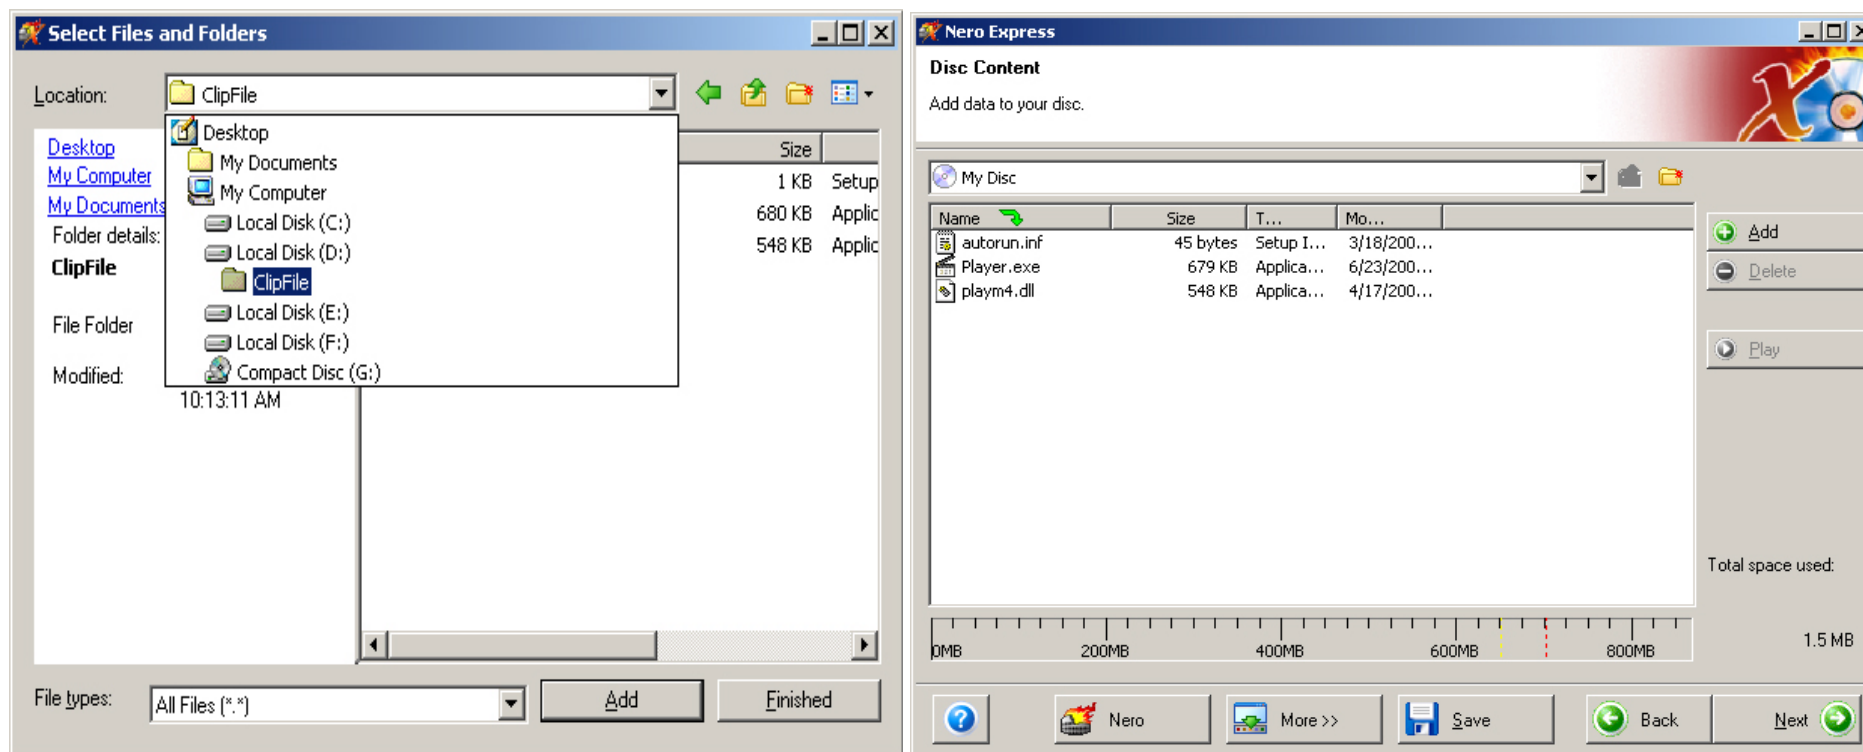 Select Files and Folders
Location:
ClipFile
Desktop
My Documents
My Computer
Local Disk (C:)
Local Disk (D:)
ClipFile
Local Disk (E:)
Local Disk (F:)
Compact Disc (G:)
Desktop
My Computer
My Documents
Folder details:
ClipFile
File Folder
Modified:
10:13:11 AM
Size
1 KB Setup
680 KB Applic
548 KB Applic
File types:
All Files (*.*)
Add
Finished
Nero Express
Disc Content
Add data to your disc.
My Disc
Name Size T... Mo...
autorun.inf 45 bytes Setup I... 3/18/200...
Player.exe 679 KB Applica... 6/23/200...
playm4.dll 548 KB Applica... 4/17/200...
Add
Delete
Play
Total space used:
1.5 MB
0MB 200MB 400MB 600MB 800MB
Nero
More >>
Save
Back
Next